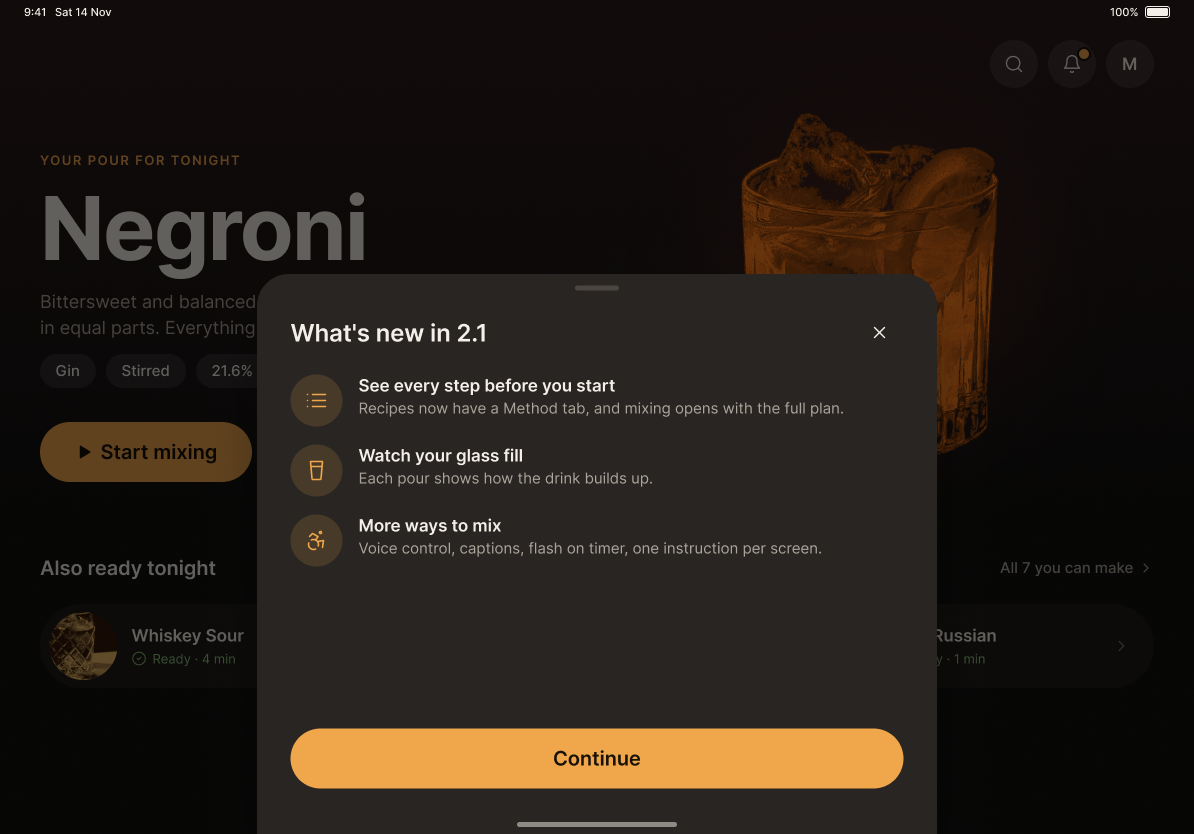 9:41 Sat 14 Nov
100%
M
YOUR POUR FOR TONIGHT
Negroni
Bittersweet and balanced
in equal parts. Everything
Gin
Stirred
21.6%
Start mixing
What's new in 2.1
See every step before you start
Recipes now have a Method tab, and mixing opens with the full plan.
Watch your glass fill
Each pour shows how the drink builds up.
More ways to mix
Voice control, captions, flash on timer, one instruction per screen.
Also ready tonight
All 7 you can make
Whiskey Sour
Ready · 4 min
Russian
· 1 min
Continue